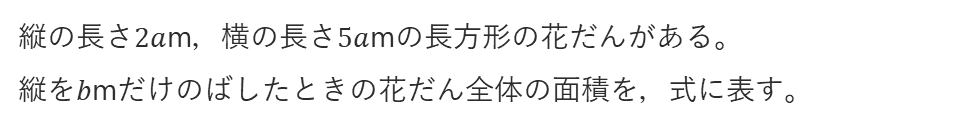 縦の長さ2am，横の長さ5amの長方形の花だんがある。
縦をbmだけのばしたときの花だん全体の面積を，式に表す。